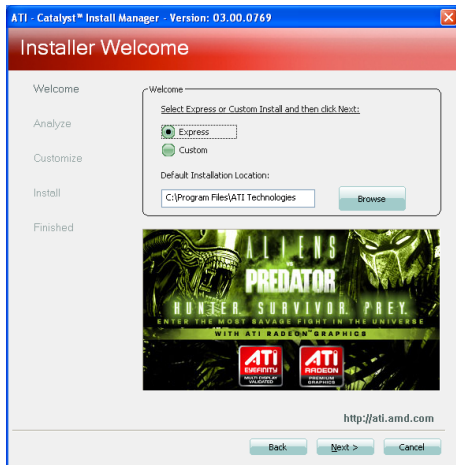 ATI - Catalyst™ Install Manager - Version: 03.00.0769
Installer Welcome
Welcome
Analyze
Customize
Install
Finished
Welcome
Select Express or Custom Install and then click Next:
Express
Custom
Default Installation Location:
C:\Program Files\ATI Technologies
Browse
ALIENS
VS.
PREDATOR
HUNTER. SURVIVOR. PREY.
ENTER THE MOST SAVAGE FIGHT IN THE UNIVERSE
WITH ATI RADEON™ GRAPHICS
ATI
EYEFINITY
MULTI-DISPLAY
VALIDATED
ATI
RADEON
PREMIUM
GRAPHICS
http://ati.amd.com
Back
Next >
Cancel